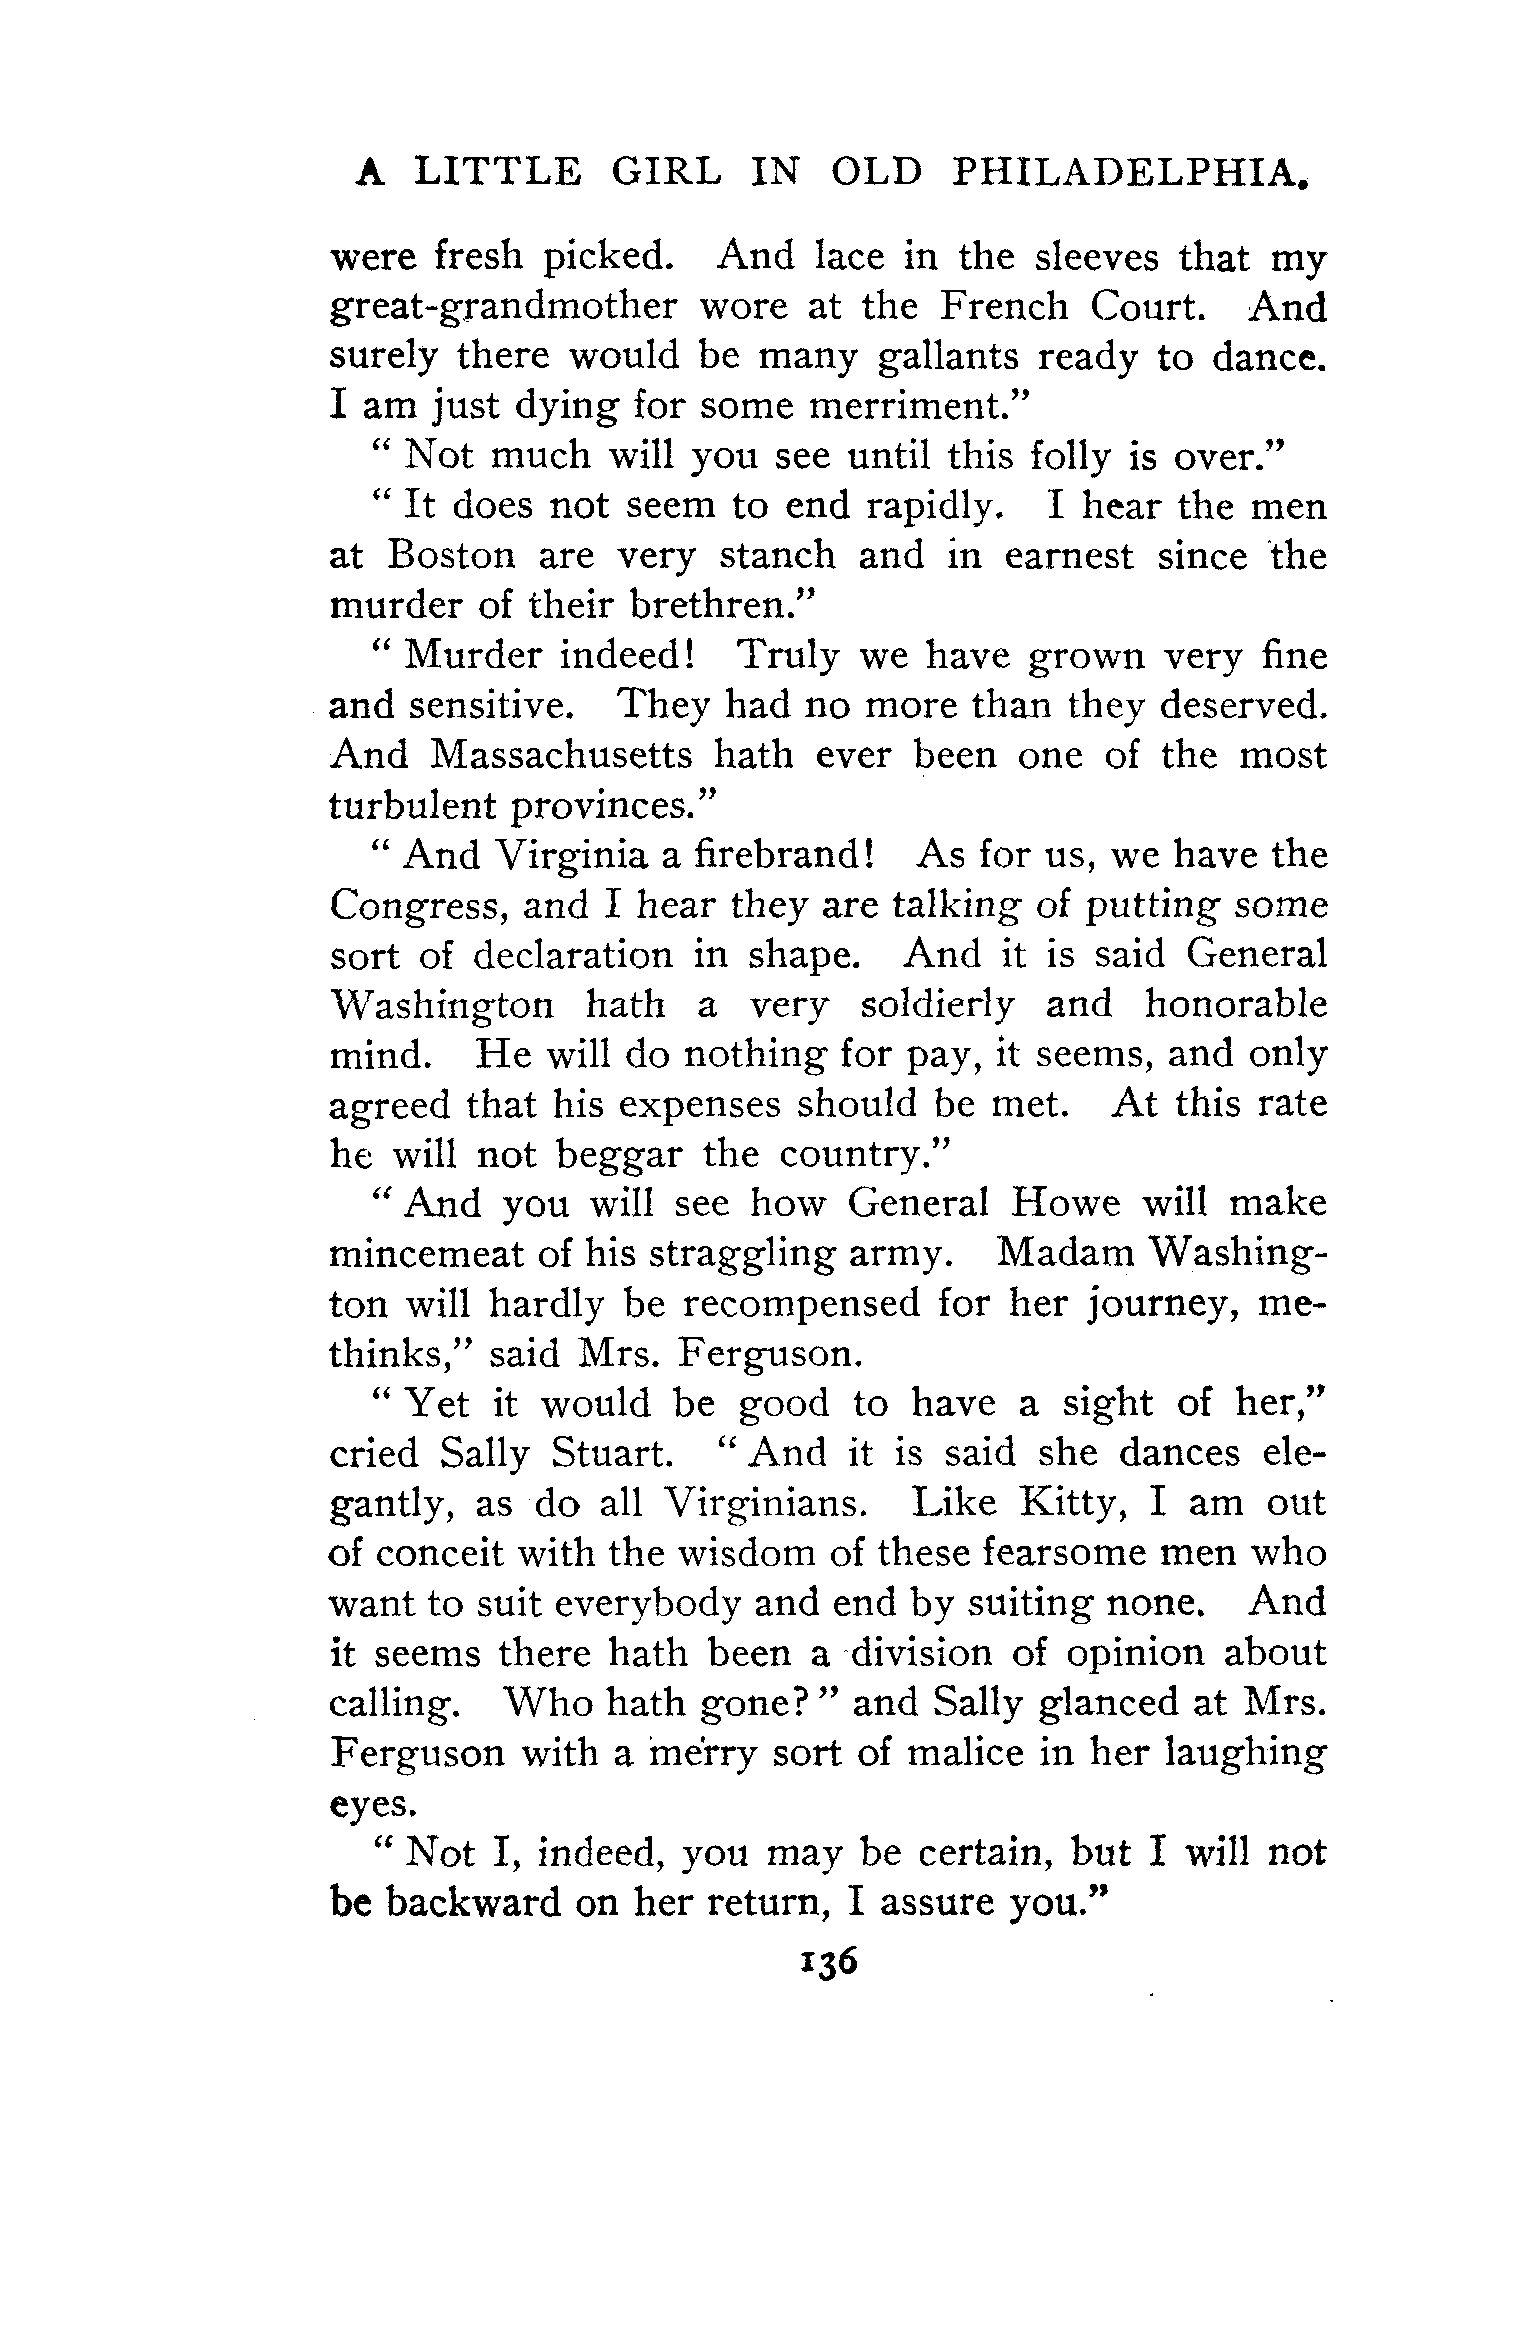 A LITTLE GIRL IN OLD PHILADELPHIA.
were fresh picked. And lace in the sleeves that my
great-grandmother wore at the French Court. And
surely there would be many gallants ready to dance.
I am just dying for some merriment.”
“ Not much will you see until this folly is over.”
“ It does not seem to end rapidly. I hear the men
at Boston are very stanch and in earnest since the
murder of their brethren.”
“ Murder indeed! Truly we have grown very fine
and sensitive. They had no more than they deserved.
And Massachusetts hath ever been one of the most
turbulent provinces.”
“ And Virginia a firebrand! As for us, we have the
Congress, and I hear they are talking of putting some
sort of declaration in shape. And it is said General
Washington hath a very soldierly and honorable
mind. He will do nothing for pay, it seems, and only
agreed that his expenses should be met. At this rate
he will not beggar the country.”
“ And you will see how General Howe will make
mincemeat of his straggling army. Madam Washing-
ton will hardly be recompensed for her journey, me-
thinks,” said Mrs. Ferguson.
“ Yet it would be good to have a sight of her,”
cried Sally Stuart. “ And it is said she dances ele-
gantly, as do all Virginians. Like Kitty, I am out
of conceit with the wisdom of these fearsome men who
want to suit everybody and end by suiting none. And
it seems there hath been a division of opinion about
calling. Who hath gone? ” and Sally glanced at Mrs.
Ferguson with a merry sort of malice in her laughing
eyes.
“ Not I, indeed, you may be certain, but I will not
be backward on her return, I assure you.”
136